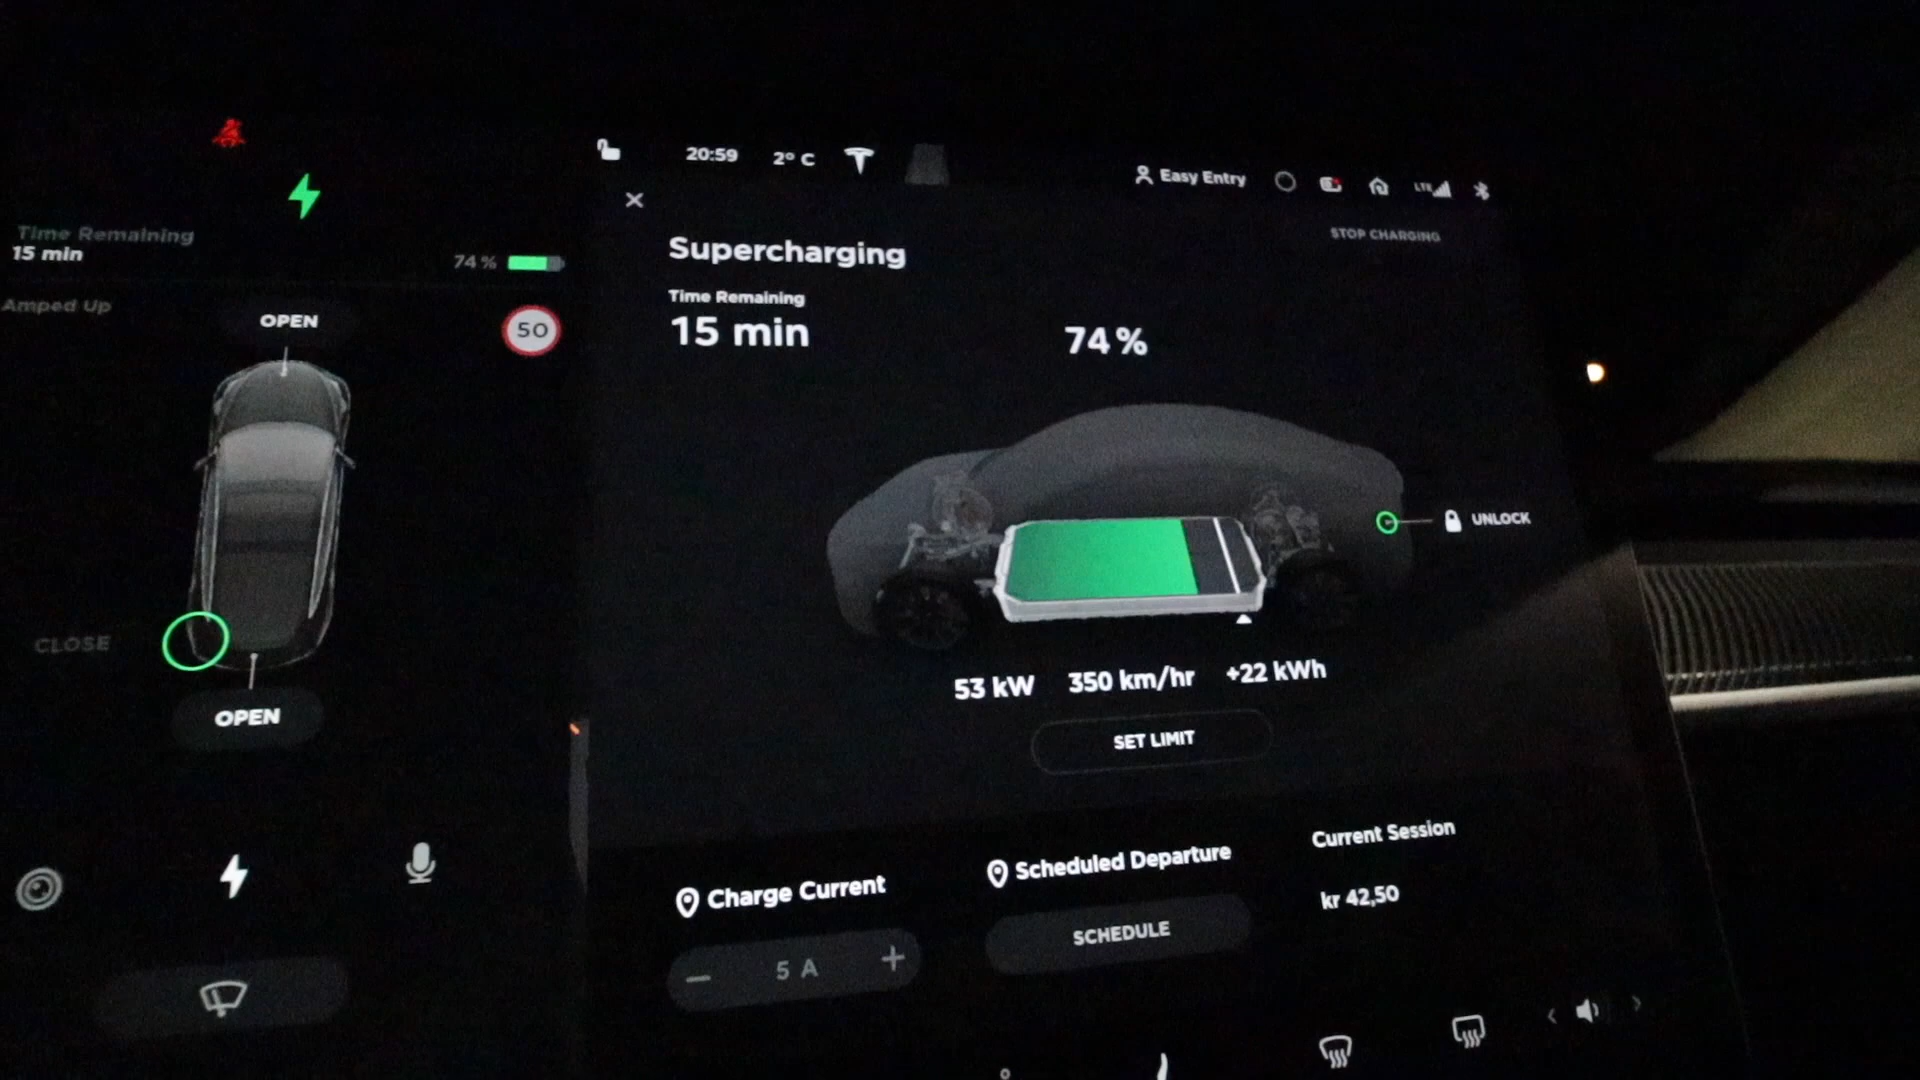 20:59 2° C
Easy Entry
LTE
STOP CHARGING
Time Remaining
15 min
74 %
Amped Up
OPEN
50
CLOSE
OPEN
Supercharging
Time Remaining
15 min
74 %
UNLOCK
53 kW 350 km/hr +22 kWh
SET LIMIT
Charge Current
5 A
Scheduled Departure
SCHEDULE
Current Session
kr 42,50